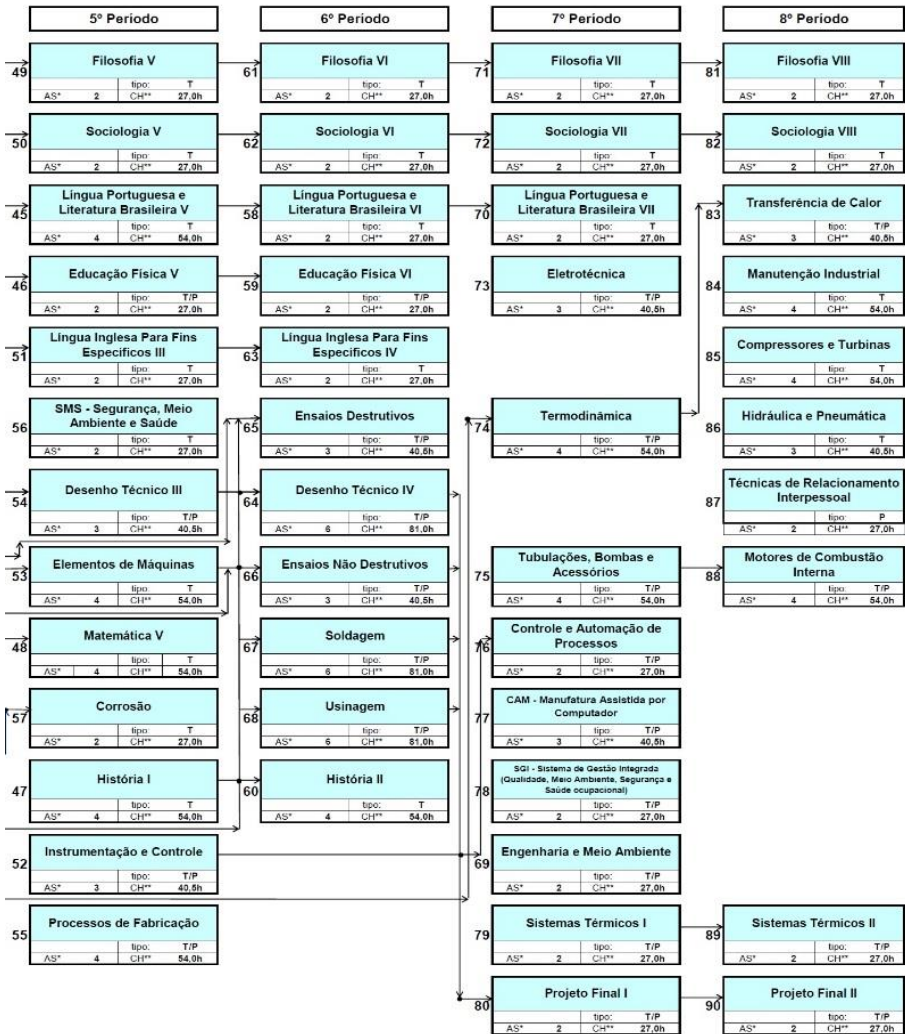 5º Periodo
49
Filosofia V
tipo: T
AS* 2 CH** 27,0h
50
Sociologia V
tipo: T
AS* 2 CH** 27,0h
45
Língua Portuguesa e
Literatura Brasileira V
tipo: T
AS* 4 CH** 54,0h
46
Educação Física V
tipo: T/P
AS* 2 CH** 27,0h
51
Língua Inglesa Para Fins
Especificos III
tipo: T
AS* 2 CH** 27,0h
56
SMS - Segurança, Meio
Ambiente e Saúde
tipo: T
AS* 2 CH** 27,0h
54
Desenho Técnico III
tipo: T/P
AS* 3 CH** 40,5h
53
Elementos de Máquinas
tipo: T
AS* 4 CH** 54,0h
48
Matemática V
tipo: T
AS* 4 CH** 54,0h
57
Corrosão
tipo: T
AS* 2 CH** 27,0h
47
História I
tipo: T
AS* 4 CH** 54,0h
52
Instrumentação e Controle
tipo: T/P
AS* 3 CH** 40,5h
55
Processos de Fabricação
tipo: T/P
AS* 4 CH** 54,0h
6º Periodo
61
Filosofia VI
tipo: T
AS* 2 CH** 27,0h
62
Sociologia VI
tipo: T
AS* 2 CH** 27,0h
58
Língua Portuguesa e
Literatura Brasileira VI
tipo: T
AS* 2 CH** 27,0h
59
Educação Física VI
tipo: T/P
AS* 2 CH** 27,0h
63
Língua Inglesa Para Fins
Especificos IV
tipo: T
AS* 2 CH** 27,0h
65
Ensaios Destrutivos
tipo: T/P
AS* 3 CH** 40,5h
64
Desenho Técnico IV
tipo: T/P
AS* 6 CH** 81,0h
66
Ensaios Não Destrutivos
tipo: T/P
AS* 3 CH** 40,5h
67
Soldagem
tipo: T/P
AS* 6 CH** 81,0h
68
Usinagem
tipo: T/P
AS* 6 CH** 81,0h
60
História II
tipo: T
AS* 4 CH** 54,0h
7º Periodo
71
Filosofia VII
tipo: T
AS* 2 CH** 27,0h
72
Sociologia VII
tipo: T
AS* 2 CH** 27,0h
70
Língua Portuguesa e
Literatura Brasileira VII
tipo: T
AS* 2 CH** 27,0h
73
Eletrotécnica
tipo: T/P
AS* 3 CH** 40,5h
74
Termodinâmica
tipo: T/P
AS* 4 CH** 54,0h
75
Tubulações, Bombas e
Acessórios
tipo: T/P
AS* 4 CH** 54,0h
76
Controle e Automação de
Processos
tipo: T/P
AS* 2 CH** 27,0h
77
CAM - Manufatura Assistida por
Computador
tipo: T/P
AS* 3 CH** 40,5h
78
SGI - Sistema de Gestão Integrada
(Qualidade, Meio Ambiente, Segurança e
Saúde ocupacional)
tipo: T/P
AS* 2 CH** 27,0h
69
Engenharia e Meio Ambiente
tipo: T/P
AS* 2 CH** 27,0h
79
Sistemas Térmicos I
tipo: T/P
AS* 2 CH** 27,0h
80
Projeto Final I
tipo: T/P
AS* 2 CH** 27,0h
8º Periodo
81
Filosofia VIII
tipo: T
AS* 2 CH** 27,0h
82
Sociologia VIII
tipo: T
AS* 2 CH** 27,0h
83
Transferência de Calor
tipo: T/P
AS* 3 CH** 40,5h
84
Manutenção Industrial
tipo: T
AS* 4 CH** 54,0h
85
Compressores e Turbinas
tipo: T
AS* 4 CH** 54,0h
86
Hidráulica e Pneumática
tipo: T
AS* 3 CH** 40,5h
87
Técnicas de Relacionamento
Interpessoal
tipo: P
AS* 2 CH** 27,0h
88
Motores de Combustão
Interna
tipo: T/P
AS* 4 CH** 54,0h
89
Sistemas Térmicos II
tipo: T/P
AS* 2 CH** 27,0h
90
Projeto Final II
tipo: T/P
AS* 2 CH** 27,0h